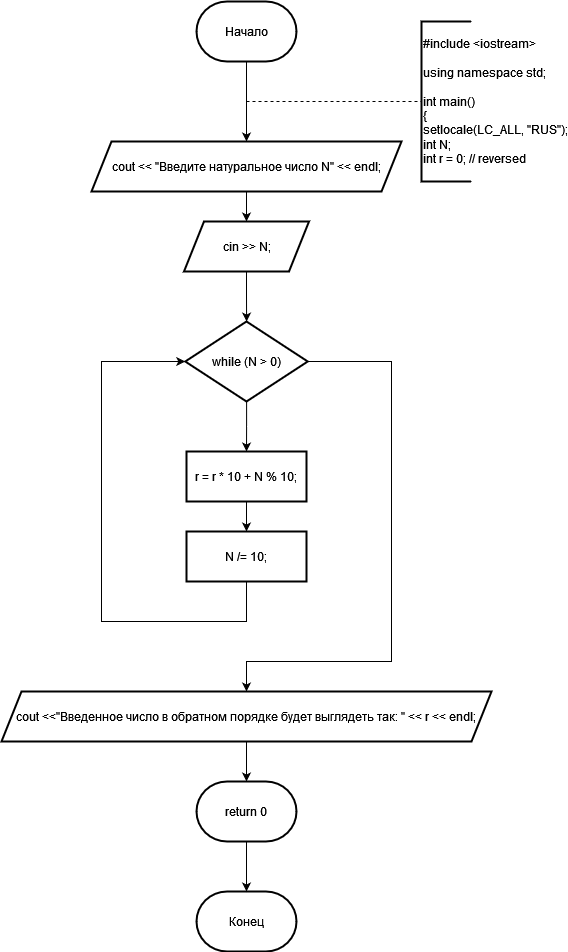 Начало
#include <iostream>
using namespace std;
int main()
{
setlocale(LC_ALL, "RUS");
int N;
int r = 0; // reversed
cout << "Введите натуральное число N" << endl;
cin >> N;
while (N > 0)
r = r * 10 + N % 10;
N /= 10;
cout <<"Введенное число в обратном порядке будет выглядеть так: " << r << endl;
return 0
Конец